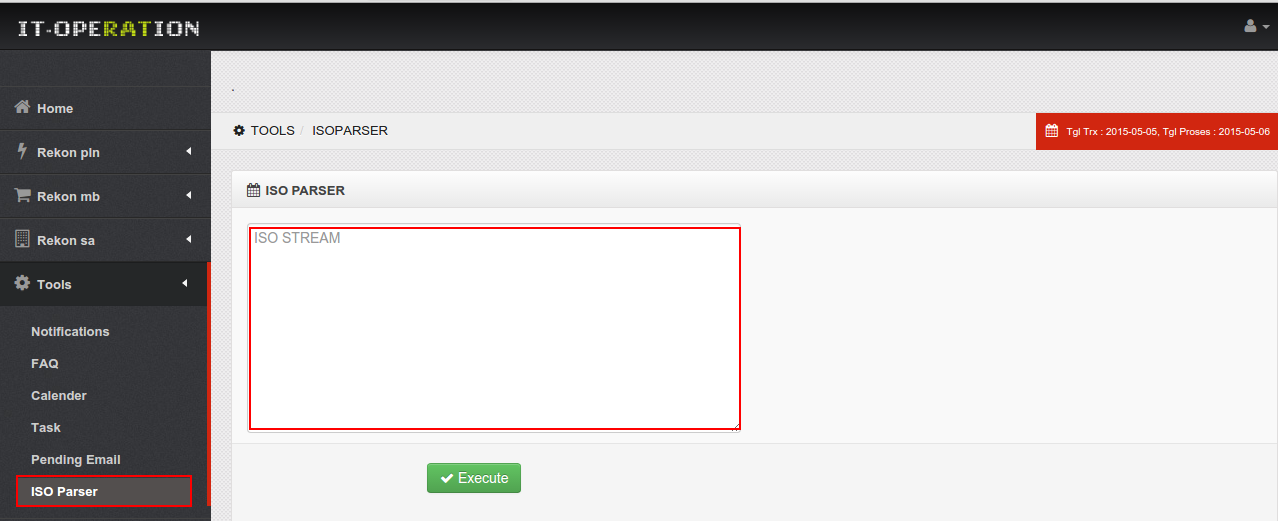 IT-OPERATION
.
Home
Rekon pln
Rekon mb
Rekon sa
Tools
Notifications
FAQ
Calender
Task
Pending Email
ISO Parser
TOOLS / ISOPARSER
Tgl Trx : 2015-05-05, Tgl Proses : 2015-05-06
ISO PARSER
ISO STREAM
Execute